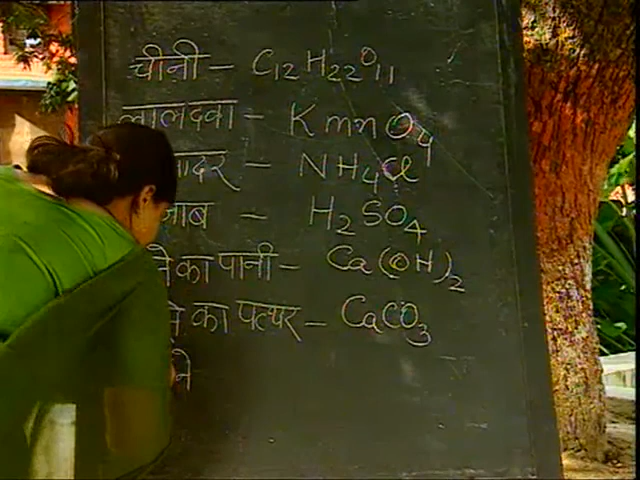 चीनी – C12H22O11
लालदवा – KmnO4
– NH4Cl
– H2SO4
का पानी – Ca(OH)2
का पत्थर – CaCO3